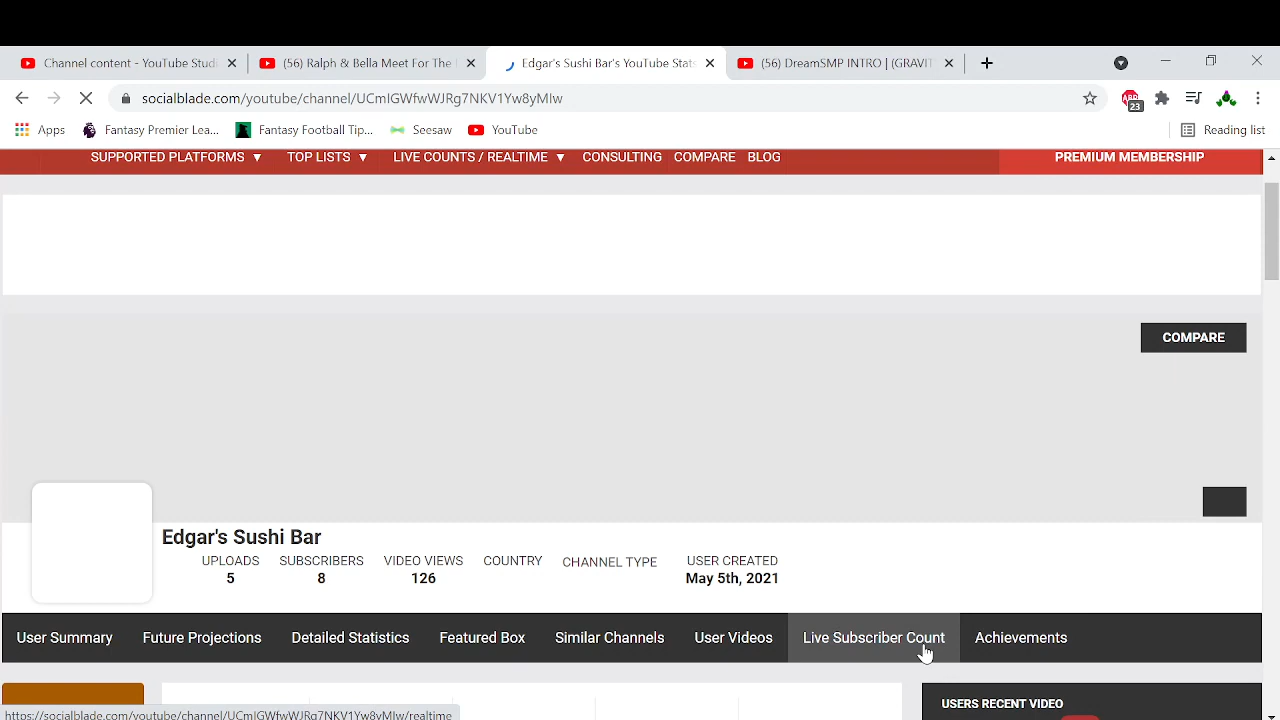 Channel content - YouTube Studi
(56) Ralph & Bella Meet For The
Edgar's Sushi Bar's YouTube Stats
(56) DreamSMP INTRO | (GRAVIT
socialblade.com/youtube/channel/UCmIGWfwWJRg7NKV1Yw8yMIw
ABP
23
Apps
Fantasy Premier Lea...
Fantasy Football Tip...
Seesaw
YouTube
Reading list
SUPPORTED PLATFORMS ▼
TOP LISTS ▼
LIVE COUNTS / REALTIME ▼
CONSULTING
COMPARE
BLOG
PREMIUM MEMBERSHIP
COMPARE
Edgar's Sushi Bar
UPLOADS
5
SUBSCRIBERS
8
VIDEO VIEWS
126
COUNTRY
CHANNEL TYPE
USER CREATED
May 5th, 2021
User Summary
Future Projections
Detailed Statistics
Featured Box
Similar Channels
User Videos
Live Subscriber Count
Achievements
USERS RECENT VIDEO
https://socialblade.com/youtube/channel/UCmIGWfwWJRg7NKV1Yw8yMIw/realtime